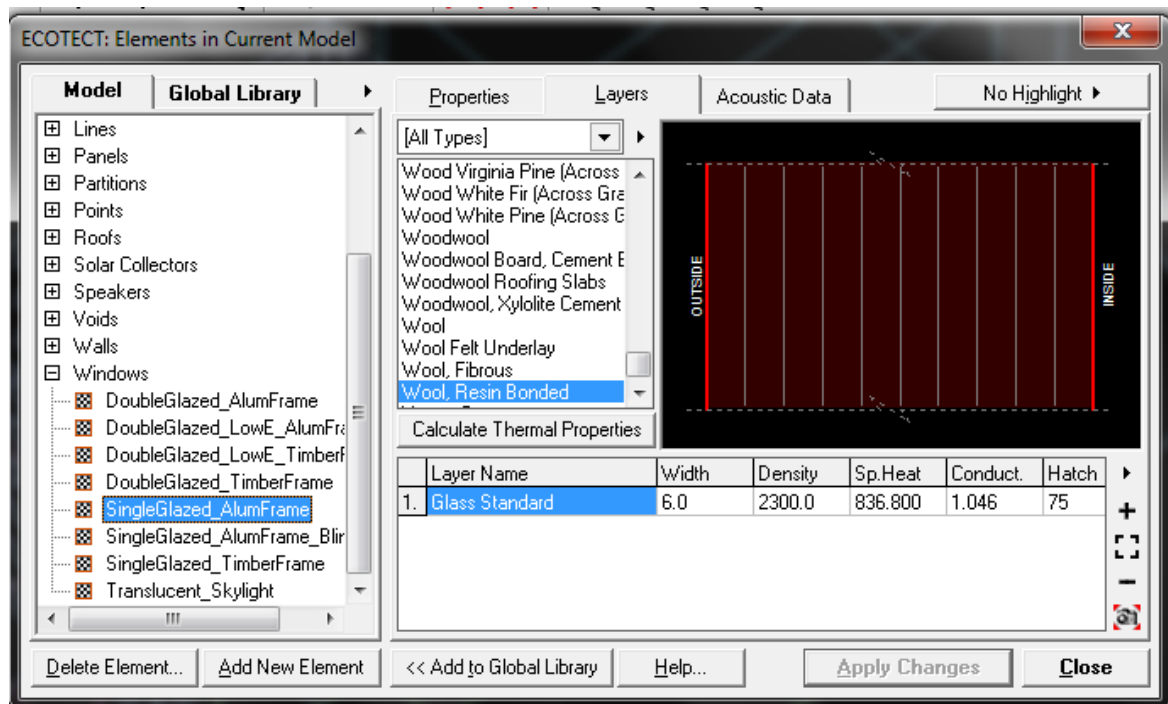 ECOTECT: Elements in Current Model
Model Global Library
Properties Layers Acoustic Data No Highlight
Lines
Panels
Partitions
Points
Roofs
Solar Collectors
Speakers
Voids
Walls
Windows
DoubleGlazed_AlumFrame
DoubleGlazed_LowE_AlumFra
DoubleGlazed_LowE_TimberF
DoubleGlazed_TimberFrame
SingleGlazed_AlumFrame
SingleGlazed_AlumFrame_Blir
SingleGlazed_TimberFrame
Translucent_Skylight
[All Types]
Wood Virginia Pine (Across
Wood White Fir (Across Gra
Wood White Pine (Across G
Woodwool
Woodwool Board, Cement B
Woodwool Roofing Slabs
Woodwool, Xylolite Cement
Wool
Wool Felt Underlay
Wool, Fibrous
Wool, Resin Bonded
Calculate Thermal Properties
OUTSIDE
INSIDE
Layer Name Width Density Sp.Heat Conduct. Hatch
1. Glass Standard 6.0 2300.0 836.800 1.046 75
Delete Element... Add New Element << Add to Global Library Help... Apply Changes Close